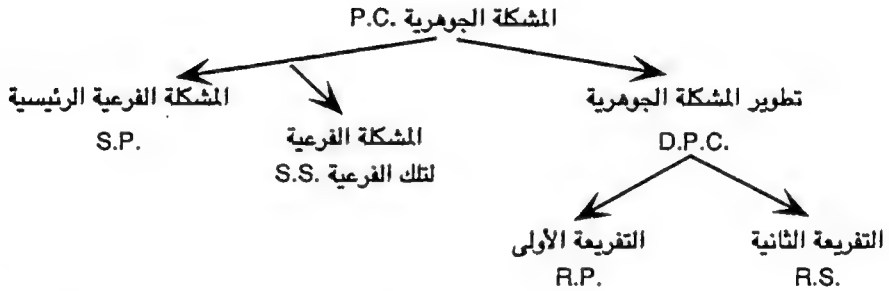 المشكلة الجوهرية P.C.
المشكلة الفرعية الرئيسية
S.P.
المشكلة الفرعية
لتلك الفرعية S.S.
تطوير المشكلة الجوهرية
D.P.C.
التفريعة الأولى
R.P.
التفريعة الثانية
R.S.